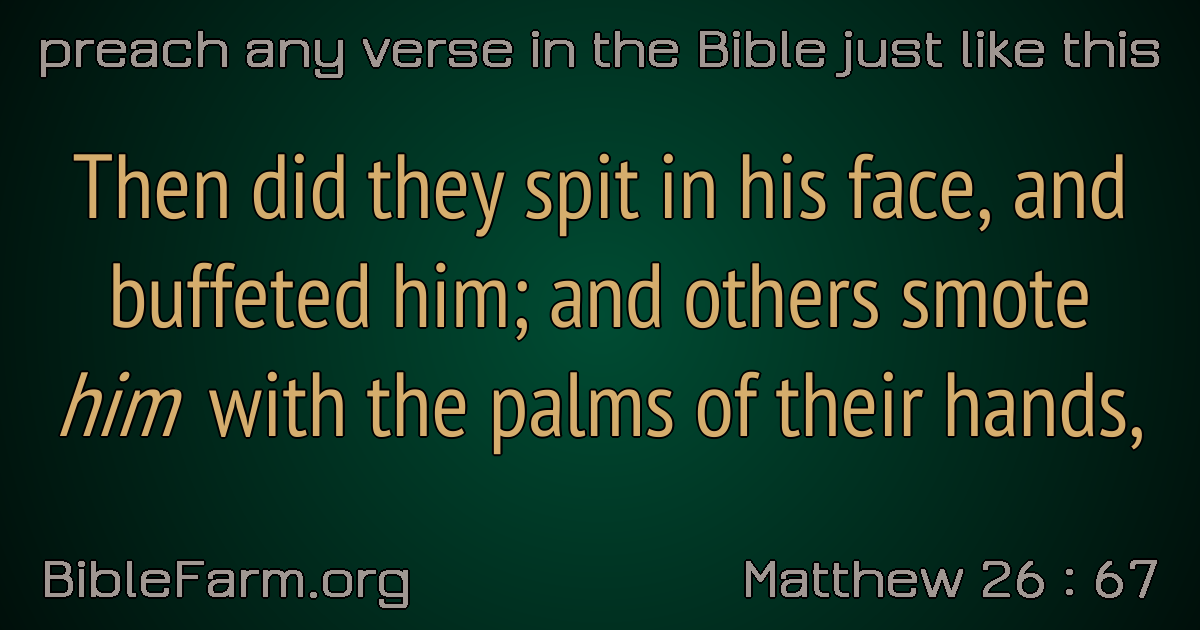 preach any verse in the Bible just like this
Then did they spit in his face, and
buffeted him; and others smote
him with the palms of their hands,
BibleFarm.org
Matthew 26 : 67